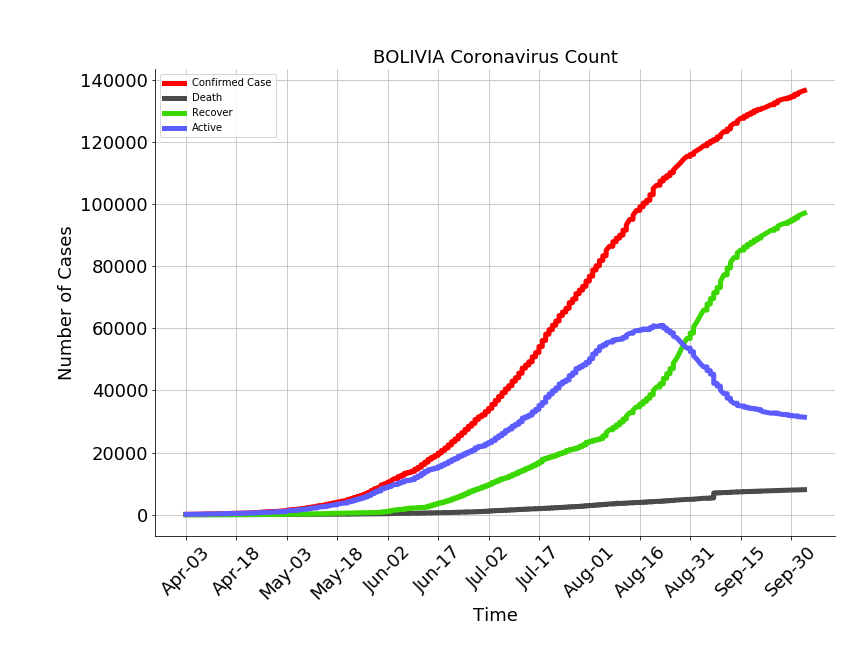 BOLIVIA Coronavirus Count
Confirmed Case
Death
Recover
Active
Number of Cases
140000
120000
100000
80000
60000
40000
20000
0
Apr-03
Apr-18
May-03
May-18
Jun-02
Jun-17
Jul-02
Jul-17
Aug-01
Aug-16
Aug-31
Sep-15
Sep-30
Time